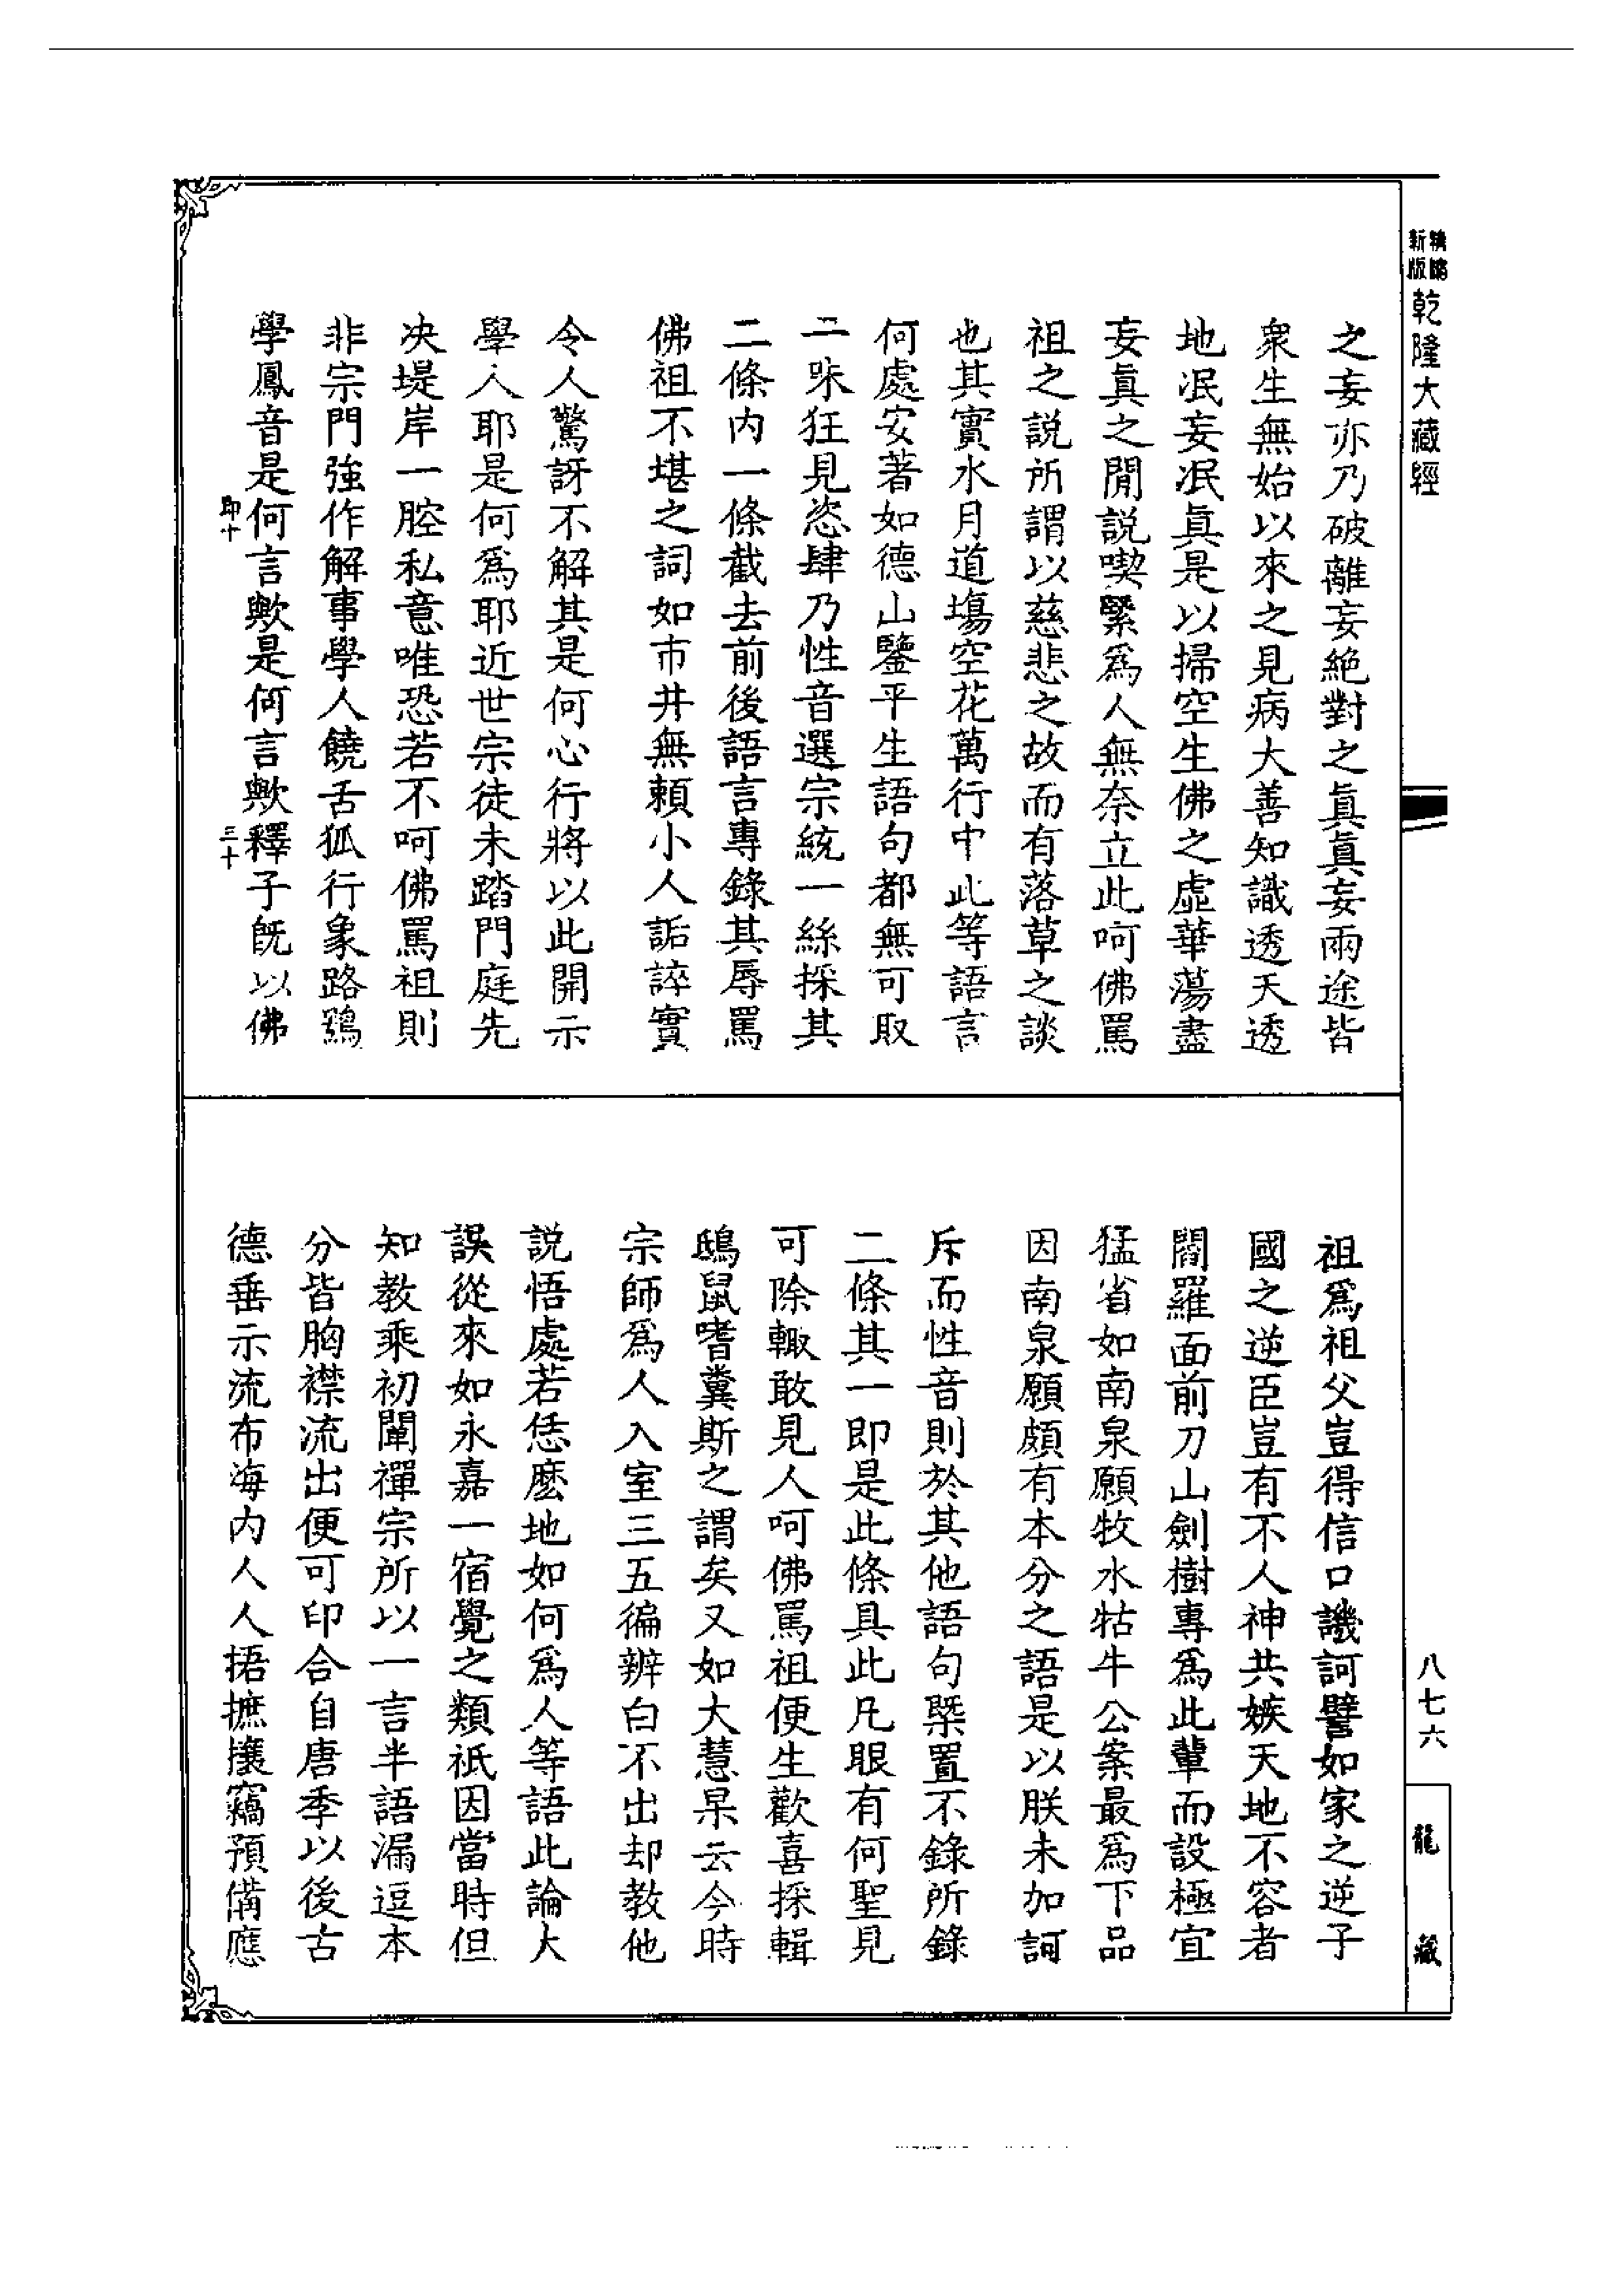 新版
精縮
乾隆大藏經
之妄亦乃破離妄絕對之眞眞妄兩途皆
衆生無始以來之見病大善知識透天透
地泯妄泯眞是以掃空生佛之虛華蕩盡
妄眞之閒說喫緊爲人無奈立此呵佛罵
祖之說所謂以慈悲之故而有落草之談
也其實水月道場空花萬行中此等語言
何處安著如德山鑒平生語句都無可取
一味狂見恣肆乃性音選宗統一絲採其
二條內一條截去前後語言專錄其辱罵
佛祖不堪之詞如市井無賴小人詬誶實
令人驚訝不解其是何心行將以此開示
學人耶是何爲耶近世宗徒未踏門庭先
决堤岸一腔私意唯恐若不呵佛罵祖則
非宗門強作解事學人饒舌狐行象路鵶
學鳳音是何言歟是何言歟釋子旣以佛
印十
三十
祖爲祖父豈得信口譏訶譬如家之逆子
國之逆臣豈有不人神共嫉天地不容者
閻羅面前刀山劍樹專爲此輩而設極宜
猛省如南泉願牧水牯牛公案最爲下品
因南泉願頗有本分之語是以朕未加訶
斥而性音則於其他語句槩置不錄所錄
二條其一即是此條具此凡眼有何聖見
可除輙敢見人呵佛罵祖便生歡喜採輯
鴟鼠嗜糞斯之謂矣又如大慧杲云今時
宗師爲人入室三五徧辨白不出却教他
說悟處若恁麽地如何爲人等語此論大
誤從來如永嘉一宿覺之類祇因當時但
知教乘初闡禪宗所以一言半語漏逗本
分皆胸襟流出便可印合自唐季以後古
德垂示流布海內人人捃摭攘竊預備應
八七六
龍藏